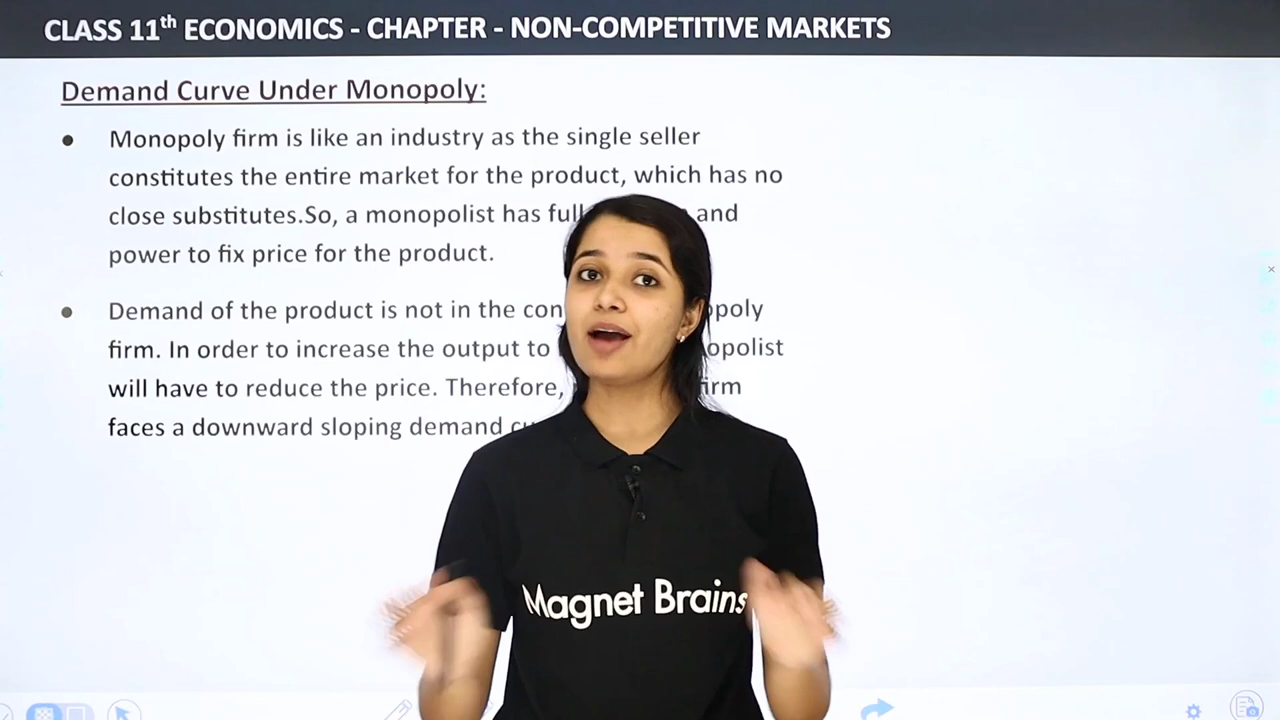 CLASS 11th ECONOMICS - CHAPTER - NON-COMPETITIVE MARKETS
Demand Curve Under Monopoly:
Monopoly firm is like an industry as the single seller
constitutes the entire market for the product, which has no
close substitutes.So, a monopolist has full and
power to fix price for the product.
Demand of the product is not in the
firm. In order to increase the output to
will have to reduce the price. Therefore, firm
faces a downward sloping demand
Magnet Brains